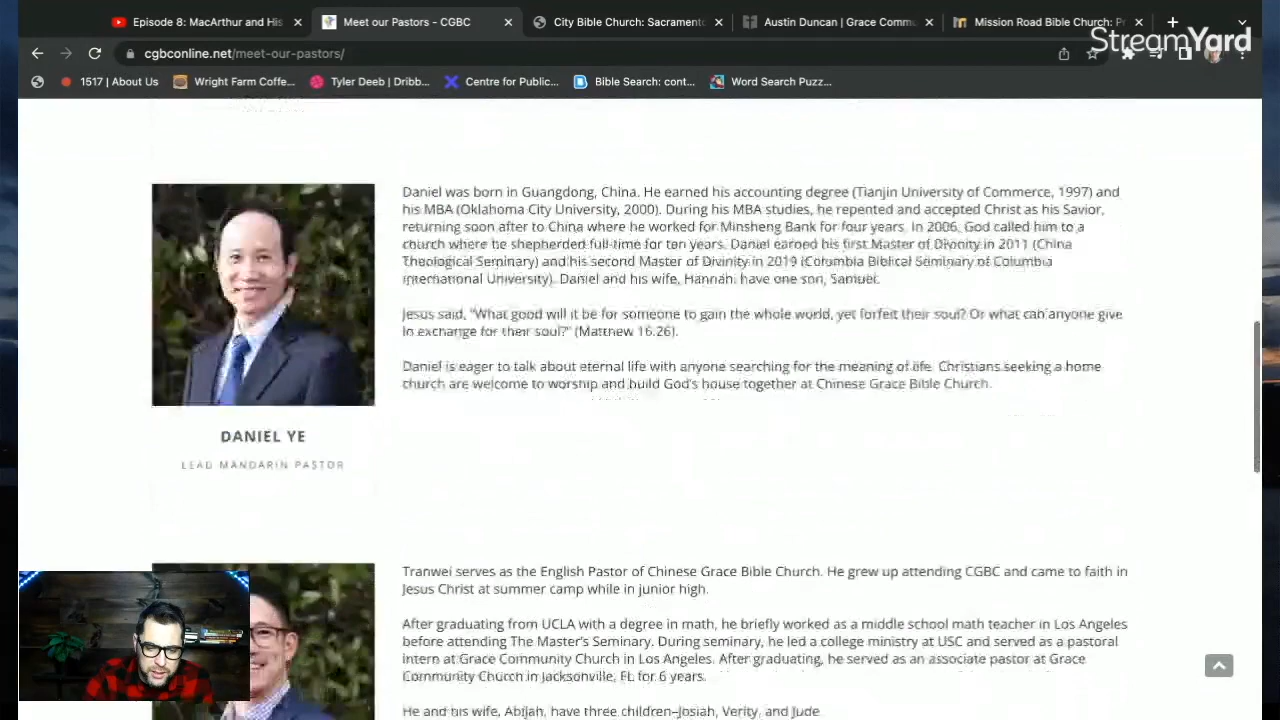 Episode 8: MacArthur and His
Meet our Pastors - CGBC
City Bible Church: Sacrament
Austin Duncan | Grace Comm
Mission Road Bible Church: P
StreamYard
cgbconline.net/meet-our-pastors/
1517 | About Us
Wright Farm Coffe...
Tyler Deeb | Dribb...
Centre for Public...
Bible Search: cont...
Word Search Puzz...
Daniel was born in Guangdong, China. He earned his accounting degree (Tianjin University of Commerce, 1997) and
his MBA (Oklahoma City University, 2000). During his MBA studies, he repented and accepted Christ as his Savior,
returning soon after to China where he worked for Minsheng Bank for four years. In 2006, God called him to a
church where he shepherded full-time for ten years. Daniel earned his first Master of Divinity in 2011 (China
Theological Seminary) and his second Master of Divinity in 2019 (Columbia Biblical Seminary of Columbia
International University). Daniel and his wife, Hannah, have one son, Samuel.
Jesus said, "What good will it be for someone to gain the whole world, yet forfeit their soul? Or what can anyone give
in exchange for their soul?" (Matthew 16:26).
Daniel is eager to talk about eternal life with anyone searching for the meaning of life. Christians seeking a home
church are welcome to worship and build God's house together at Chinese Grace Bible Church.
DANIEL YE
LEAD MANDARIN PASTOR
Tranwei serves as the English Pastor of Chinese Grace Bible Church. He grew up attending CGBC and came to faith in
Jesus Christ at summer camp while in junior high.
After graduating from UCLA with a degree in math, he briefly worked as a middle school math teacher in Los Angeles
before attending The Master's Seminary. During seminary, he led a college ministry at USC and served as a pastoral
intern at Grace Community Church in Los Angeles. After graduating, he served as an associate pastor at Grace
Community Church in Jacksonville, FL for 6 years.
He and his wife, Abijah, have three children–Josiah, Verity, and Jude